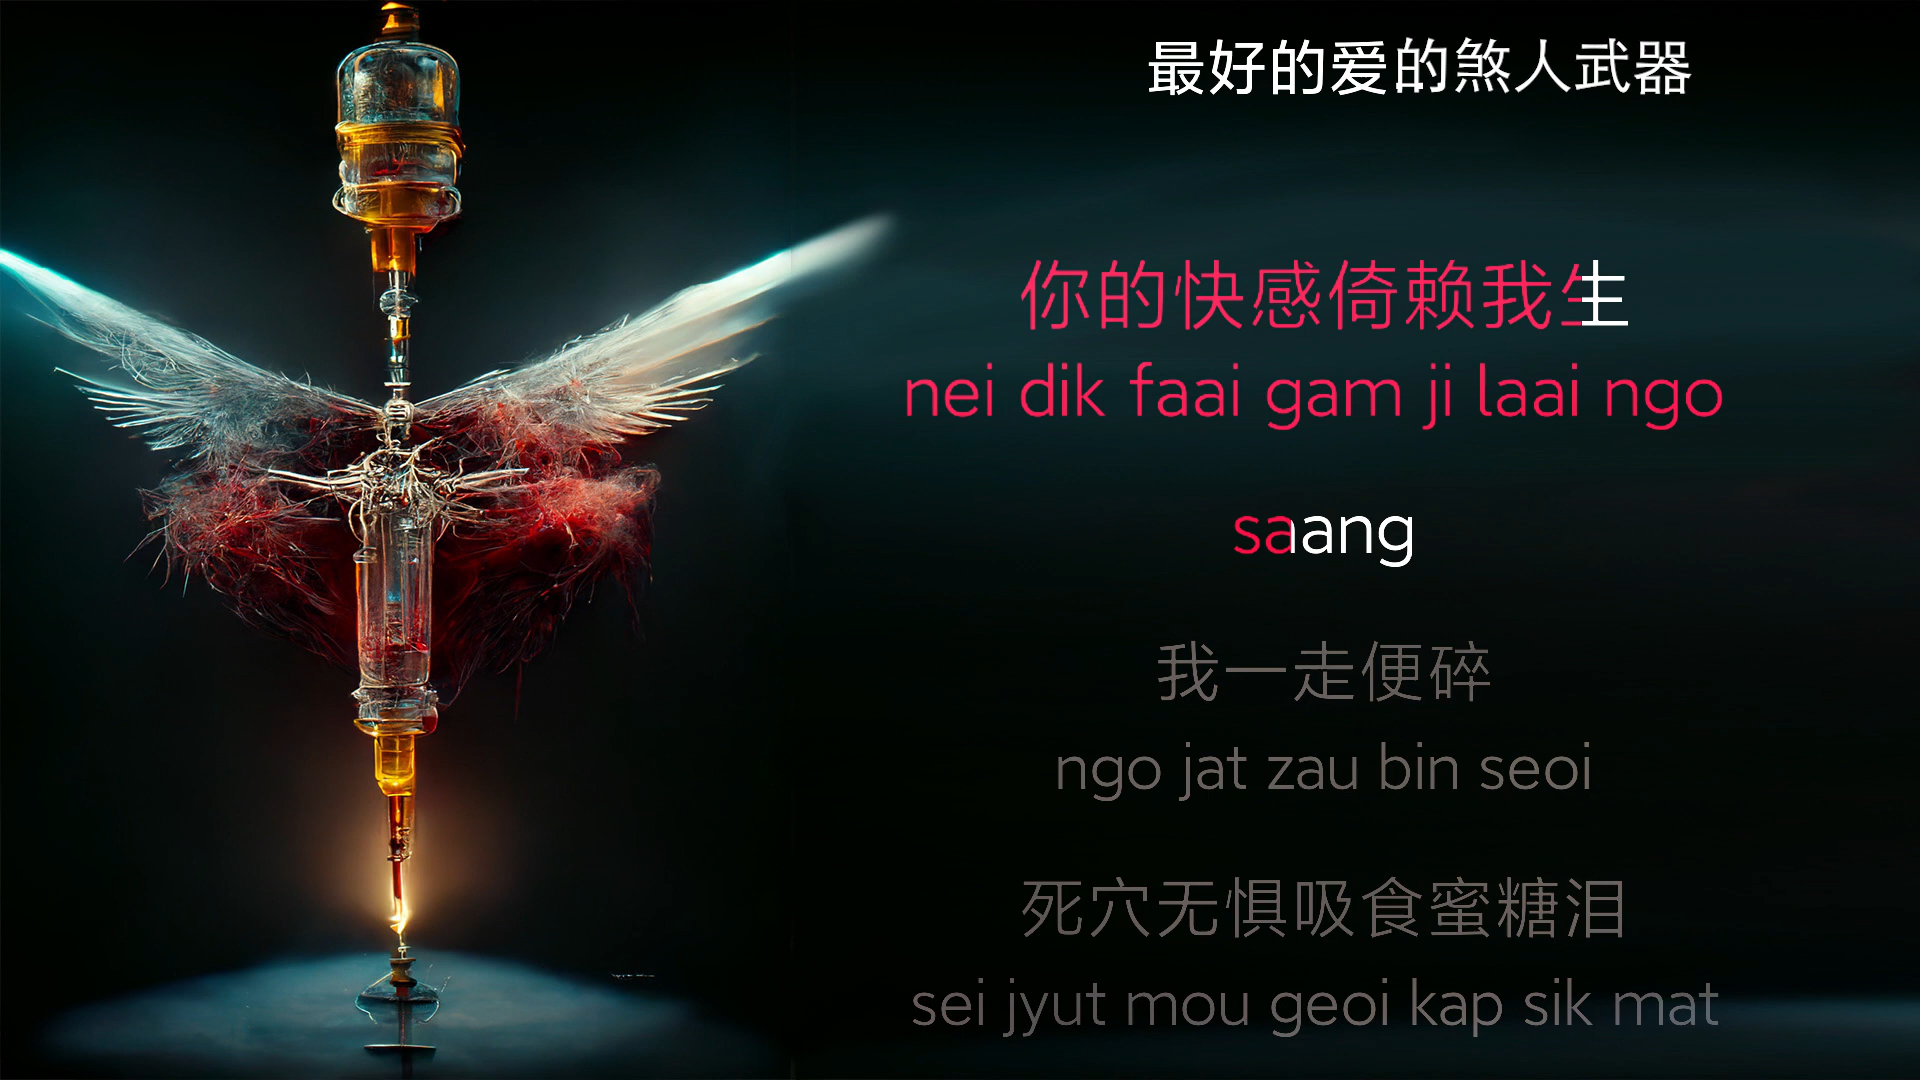 最好的爱的煞人武器
你的快感倚赖我生
nei dik faai gam ji laai ngo
saang
我一走便碎
ngo jat zau bin seoi
死穴无惧吸食蜜糖泪
sei jyut mou geoi kap sik mat